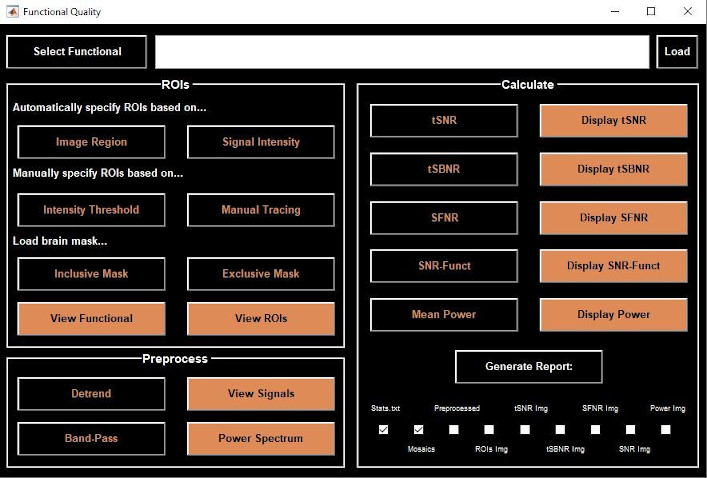 Functional Quality
Select Functional
Load
ROIs
Automatically specify ROIs based on...
Image Region
Signal Intensity
Manually specify ROIs based on...
Intensity Threshold
Manual Tracing
Load brain mask...
Inclusive Mask
Exclusive Mask
View Functional
View ROIs
Preprocess
Detrend
View Signals
Band-Pass
Power Spectrum
Calculate
tSNR
Display tSNR
tSBNR
Display tSBNR
SFNR
Display SFNR
SNR-Funct
Display SNR-Funct
Mean Power
Display Power
Generate Report:
Stats.txt
Preprocessed
tSNR Img
SFNR Img
Power Img
Mosaics
ROIs Img
tSBNR Img
SNR Img